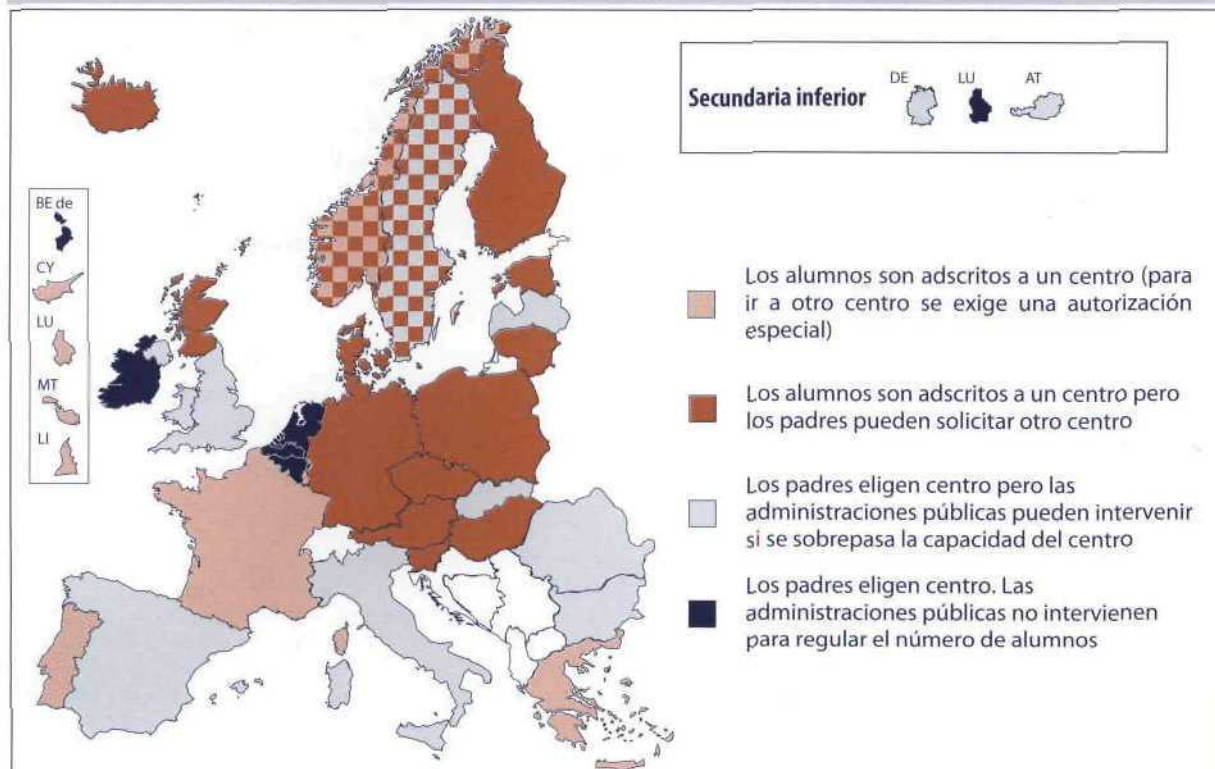 Secundaria inferior
DE
LU
AT
BE de
CY
LU
MT
LI
Los alumnos son adscritos a un centro (para
ir a otro centro se exige una autorización
especial)
Los alumnos son adscritos a un centro pero
los padres pueden solicitar otro centro
Los padres eligen centro pero las
administraciones públicas pueden intervenir
si se sobrepasa la capacidad del centro
Los padres eligen centro. Las
administraciones públicas no intervienen
para regular el número de alumnos